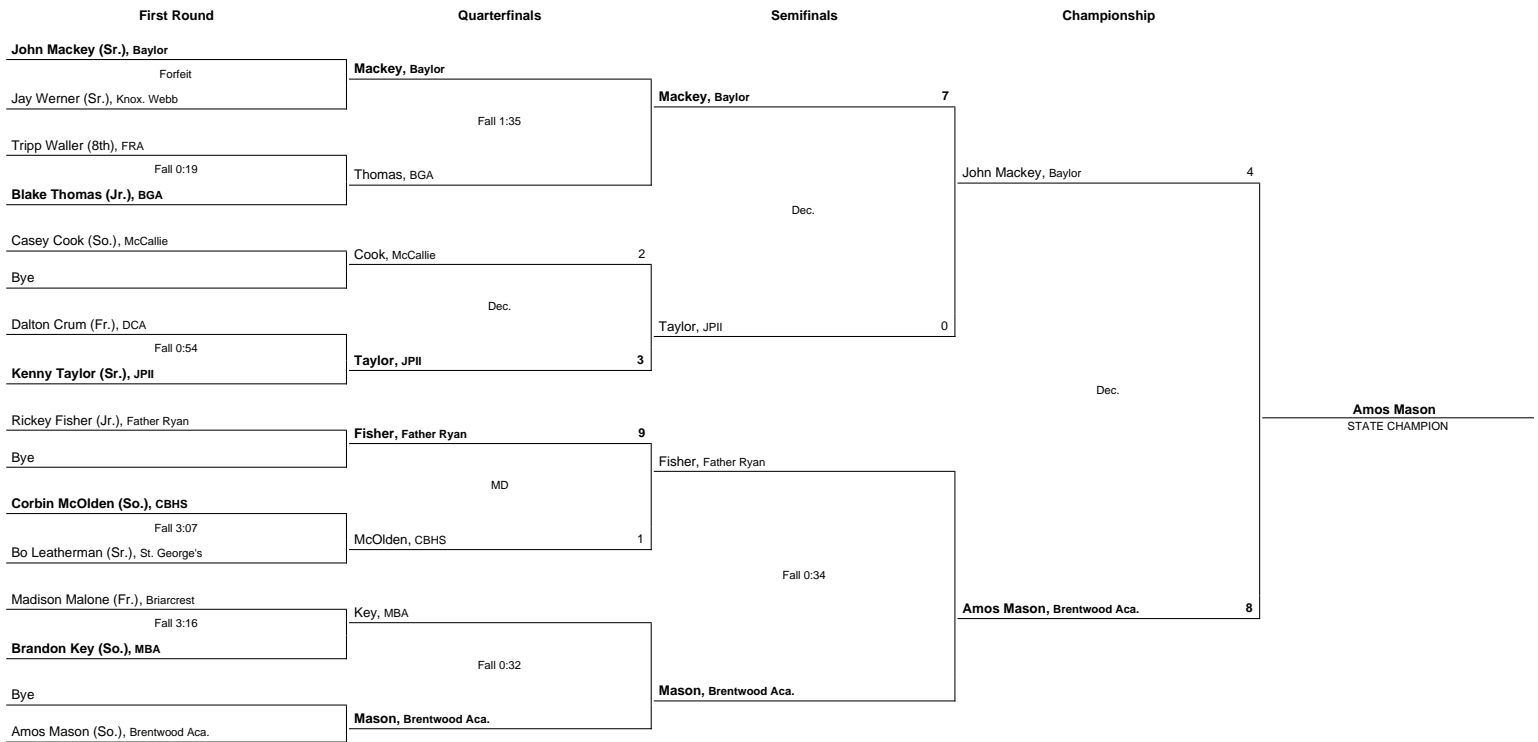 First Round
Quarterfinals
Semifinals
Championship
John Mackey (Sr.), Baylor
Forfeit
Jay Werner (Sr.), Knox. Webb
Tripp Waller (8th), FRA
Fall 0:19
Blake Thomas (Jr.), BGA
Casey Cook (So.), McCallie
Bye
Dalton Crum (Fr.), DCA
Fall 0:54
Kenny Taylor (Sr.), JPII
Rickey Fisher (Jr.), Father Ryan
Bye
Corbin McOlden (So.), CBHS
Fall 3:07
Bo Leatherman (Sr.), St. George's
Madison Malone (Fr.), Briarcrest
Fall 3:16
Brandon Key (So.), MBA
Bye
Amos Mason (So.), Brentwood Aca.
Mackey, Baylor
Fall 1:35
Thomas, BGA
Cook, McCallie 2
Dec.
Taylor, JPII 3
Fisher, Father Ryan 9
MD
McOlden, CBHS 1
Key, MBA
Fall 0:32
Mason, Brentwood Aca.
Mackey, Baylor 7
Dec.
Taylor, JPII 0
Fisher, Father Ryan
Fall 0:34
Mason, Brentwood Aca.
John Mackey, Baylor 4
Dec.
Amos Mason, Brentwood Aca. 8
Amos Mason
STATE CHAMPION